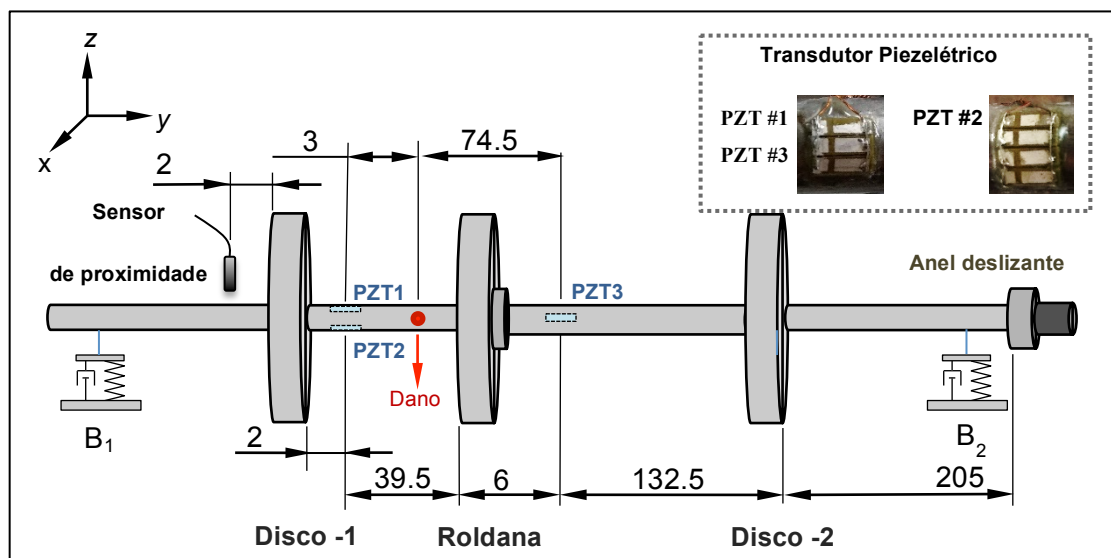 Transdutor Piezelétrico
PZT #1
PZT #2
PZT #3
z
y
x
3
74.5
2
Sensor
de proximidade
PZT1
PZT3
Anel deslizante
PZT2
Dano
B1
B2
2
39.5
6
132.5
205
Disco -1
Roldana
Disco -2